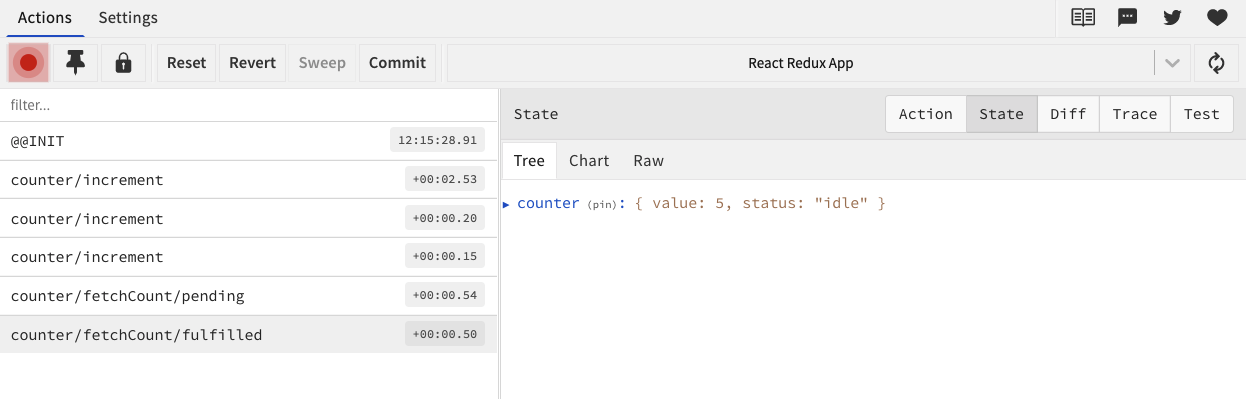 Actions Settings
Reset Revert Sweep Commit React Redux App
filter...
@@INIT 12:15:28.91
counter/increment +00:02.53
counter/increment +00:00.20
counter/increment +00:00.15
counter/fetchCount/pending +00:00.54
counter/fetchCount/fulfilled +00:00.50
State Action State Diff Trace Test
Tree Chart Raw
counter (pin): { value: 5, status: "idle" }